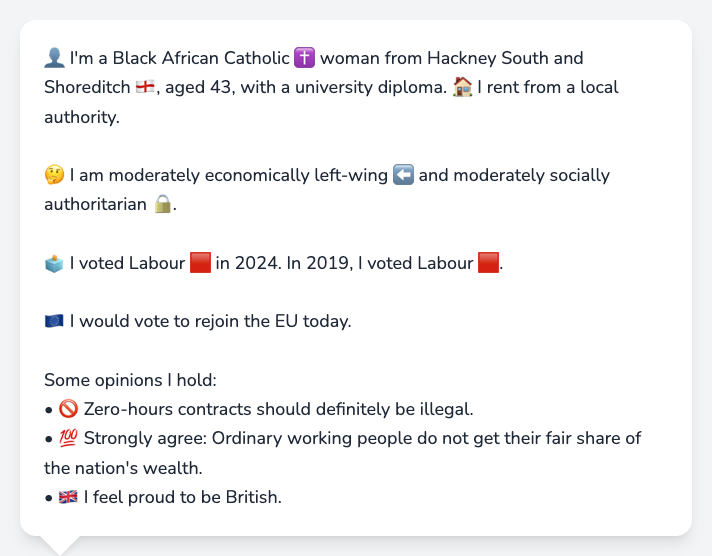 👤 I'm a Black African Catholic ✝️ woman from Hackney South and
Shoreditch 🏴󠁧󠁢󠁥󠁮󠁧󠁿, aged 43, with a university diploma. 🏠 I rent from a local
authority.
🤔 I am moderately economically left-wing ⬅️ and moderately socially
authoritarian 🔒.
🗳️ I voted Labour 🟥 in 2024. In 2019, I voted Labour 🟥.
🇪🇺 I would vote to rejoin the EU today.
Some opinions I hold:
• 🚫 Zero-hours contracts should definitely be illegal.
• 💯 Strongly agree: Ordinary working people do not get their fair share of
the nation's wealth.
• 🇬🇧 I feel proud to be British.